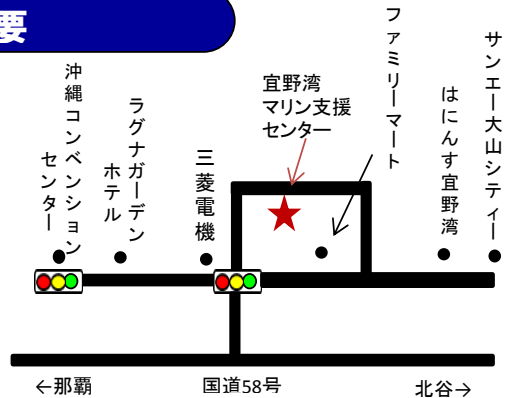 要
沖縄コンベンション
センター
ラグナガーデン
ホテル
三菱電機
宜野湾
マリン支援
センター
ファミリーマート
はにんす宜野湾
サンエー大山シティー
←那覇
国道58号
北谷→